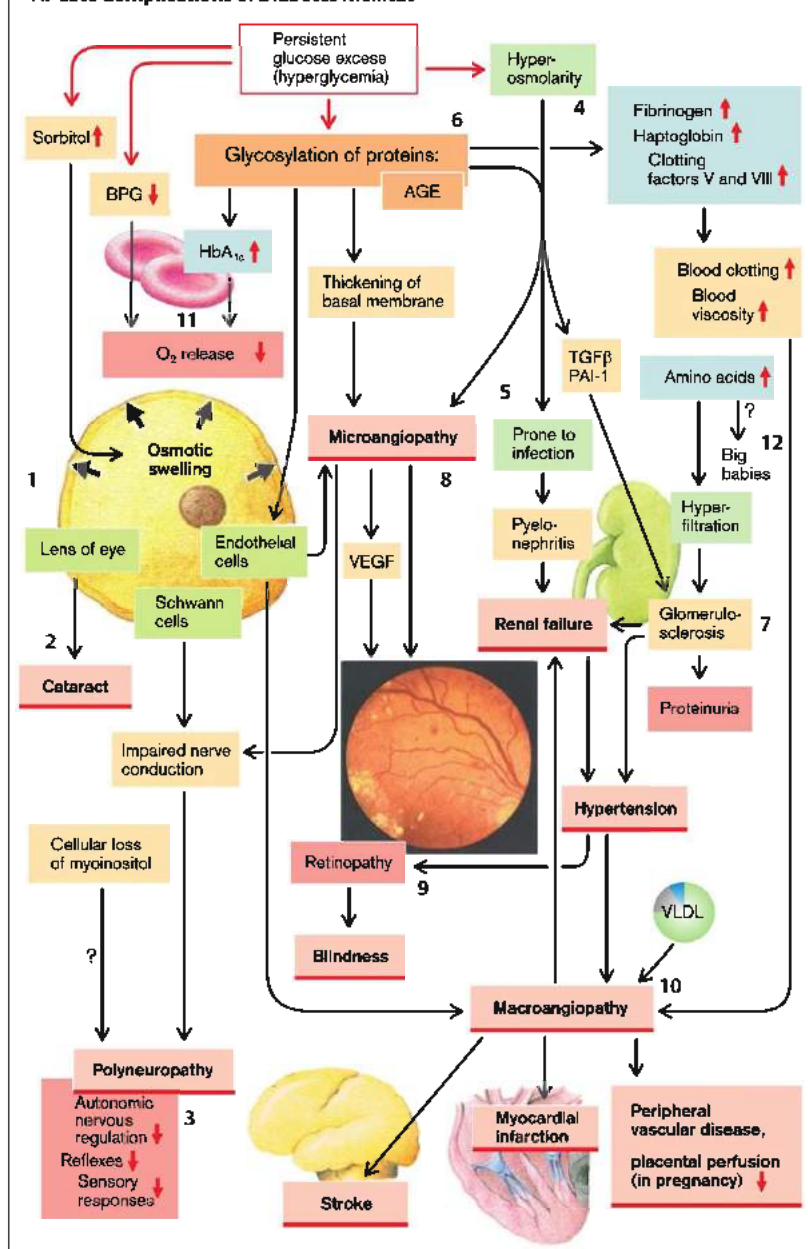 Persistent
glucose excese
(hyperglycemia)
Hyper-
osmolarity
4
Sorbitol
BPG
6
Glycosylation of proteins:
AGE
HbA1c
11
O2 release
Thickening of
basal membrane
Fibrinogen
Haptoglobin
Clotting
factors V and VIII
Blood clotting
Blood
viscosity
TGFβ
PAI-1
Amino acids
?
12
Big
babies
5
Prone to
infection
Hyper-
filtration
Pyelo-
nephritis
Renal failure
Glomerulo-
sclerosis
7
Proteinuria
1
Osmotic
swelling
Lens of eye
Endothelial
cells
Schwann
cells
2
Cataract
Microangiopathy
8
VEGF
Impaired nerve
conduction
Cellular loss
of myoinositol
?
Hypertension
Retinopathy
9
Blindness
VLDL
10
Macroangiopathy
Polyneuropathy
Autonomic
nervous
regulation
Reflexes
Sensory
responses
3
Stroke
Myocardial
infarction
Peripheral
vascular disease,
placental perfusion
(in pregnancy)